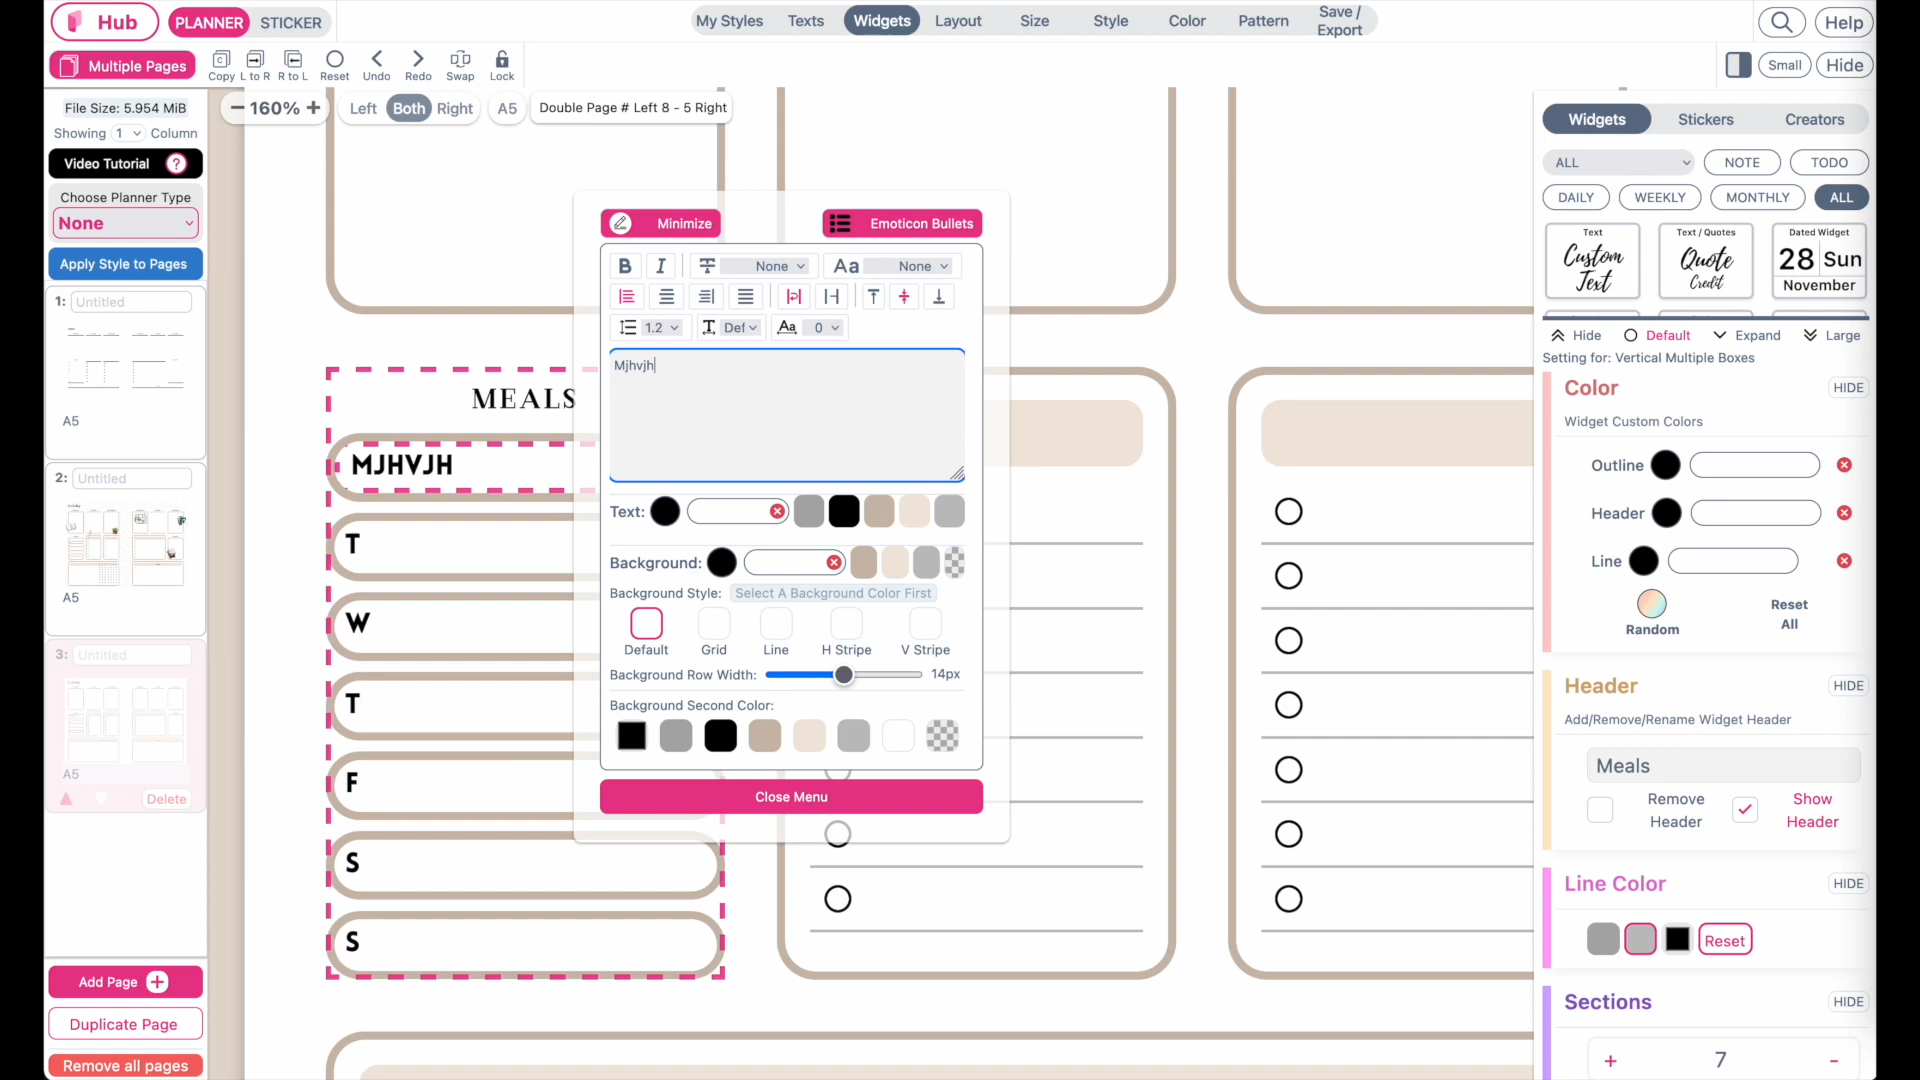 Hub
PLANNER
STICKER
My Styles
Texts
Widgets
Layout
Size
Style
Color
Pattern
Save /
Export
Help
Multiple Pages
Copy
L to R
R to L
Reset
Undo
Redo
Swap
Lock
Small
Hide
File Size: 5.954 MiB
Showing 1 Column
Video Tutorial ?
Choose Planner Type
None
Apply Style to Pages
1: Untitled
A5
2: Untitled
A5
3: Untitled
A5
Delete
Add Page
Duplicate Page
Remove all pages
160%
Left
Both
Right
A5
Double Page # Left 8 - 5 Right
MEALS
MJHVJH
T
W
T
F
S
S
Minimize
Emoticon Bullets
B
I
None
Aa
None
1.2
Def
Aa
0
Mjhvjh
Text:
Background:
Background Style: Select A Background Color First
Default
Grid
Line
H Stripe
V Stripe
Background Row Width: 14px
Background Second Color:
Close Menu
Widgets
Stickers
Creators
ALL
NOTE
TODO
DAILY
WEEKLY
MONTHLY
ALL
Text
Custom
Text
Text / Quotes
Quote
Credit
Dated Widget
28 Sun
November
Hide
Default
Expand
Large
Setting for: Vertical Multiple Boxes
Color
HIDE
Widget Custom Colors
Outline
Header
Line
Random
Reset
All
Header
HIDE
Add/Remove/Rename Widget Header
Meals
Remove
Header
Show
Header
Line Color
HIDE
Reset
Sections
HIDE
+ 7 -